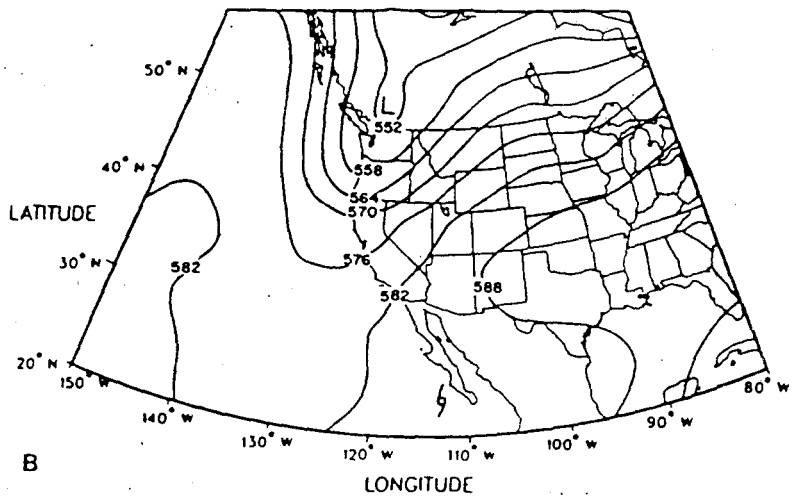 50° N
L
552
40° N
558
564
LATITUDE
570
30° N
576
582
582
588
20° N
150° W
140° W
130° W
120° W
110° W
100° W
90° W
80° W
B
LONGITUDE